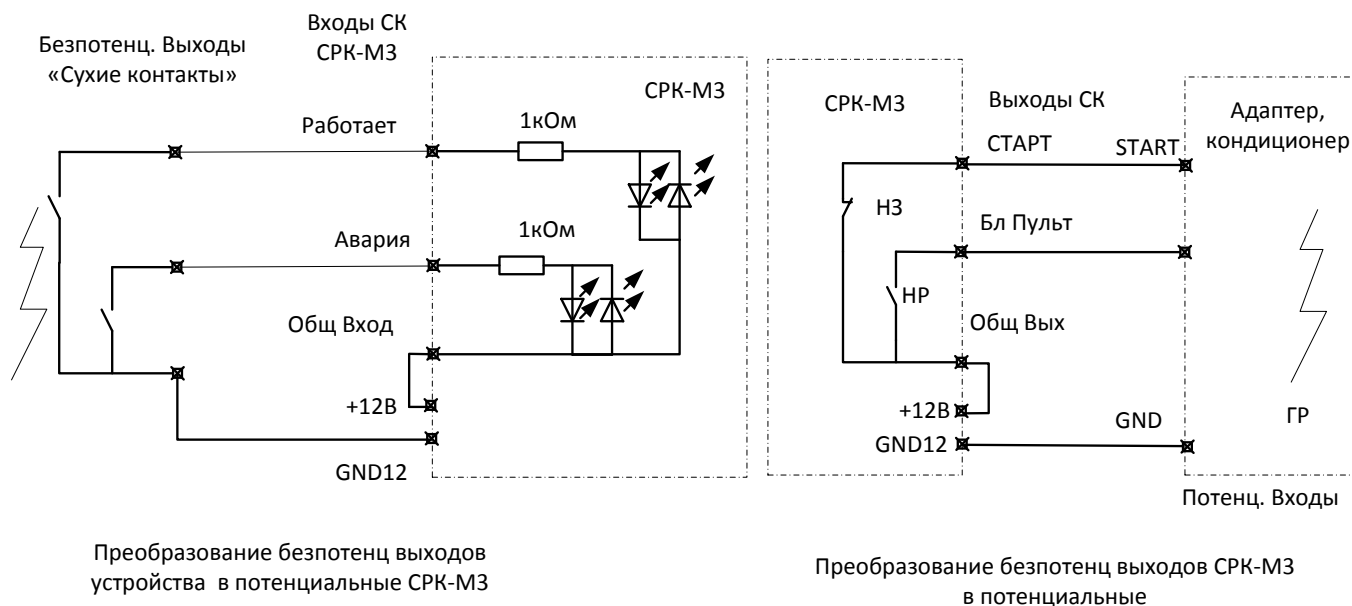 Безпотенц. Выходы
«Сухие контакты»
Входы СК
СРК-М3
СРК-М3
Работает
1кОм
Авария
1кОм
Общ Вход
+12В
GND12
Преобразование безпотенц выходов
устройства в потенциальные СРК-М3
СРК-М3
Выходы СК
Адаптер,
кондиционер
СТАРТ
START
НЗ
Бл Пульт
НР
Общ Вых
+12В
GND
GND12
ГР
Потенц. Входы
Преобразование безпотенц выходов СРК-М3
в потенциальные